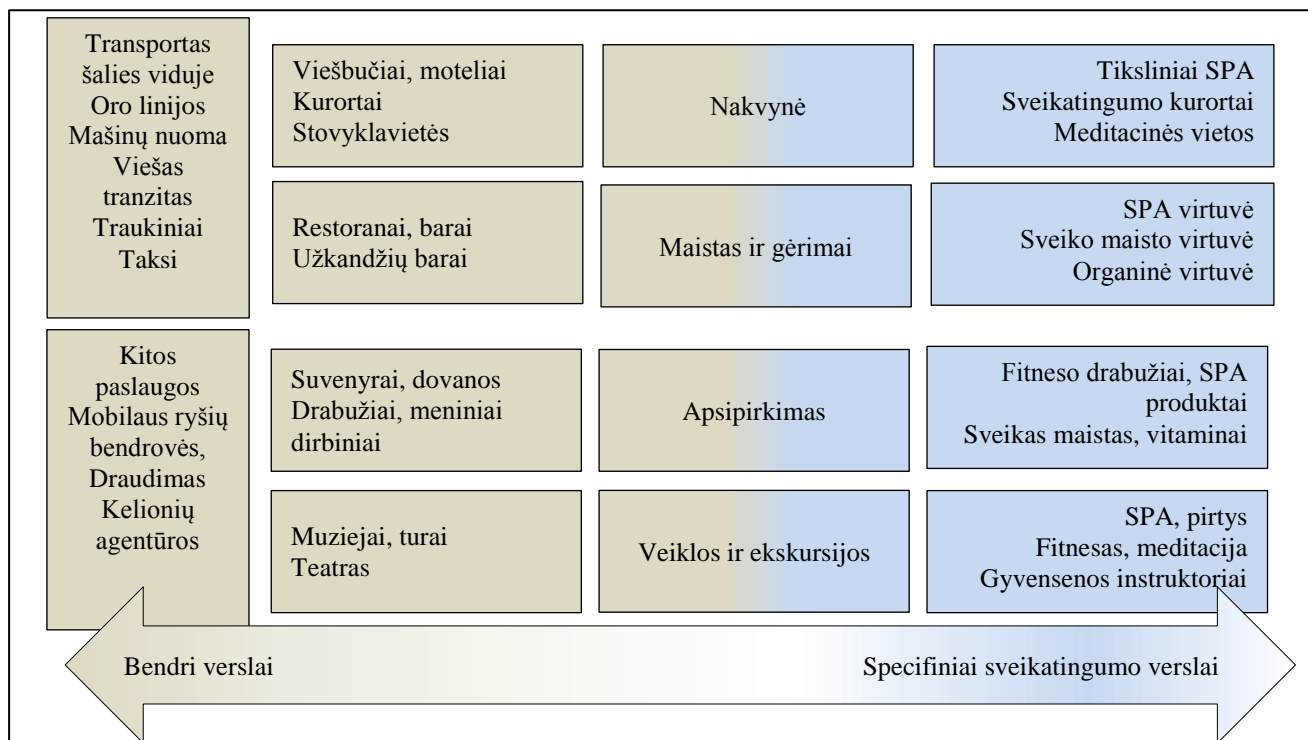 Transportas
šalies viduje
Oro linijos
Mašinų nuoma
Viešas
tranzitas
Traukiniai
Taksi
Viešbučiai, moteliai
Kurortai
Stovyklavietės
Nakvynė
Tiksliniai SPA
Sveikatingumo kurortai
Meditacinės vietos
Restoranai, barai
Užkandžių barai
Maistas ir gėrimai
SPA virtuvė
Sveiko maisto virtuvė
Organinė virtuvė
Kitos
paslaugos
Mobilaus ryšių
bendrovės,
Draudimas
Kelionių
agentūros
Suvenyrai, dovanos
Drabužiai, meniniai
dirbiniai
Apsipirkimas
Fitneso drabužiai, SPA
produktai
Sveikas maistas, vitaminai
Muziejai, turai
Teatras
Veiklos ir ekskursijos
SPA, pirtys
Fitnesas, meditacija
Gyvensenos instruktoriai
Bendri verslai
Specifiniai sveikatingumo verslai